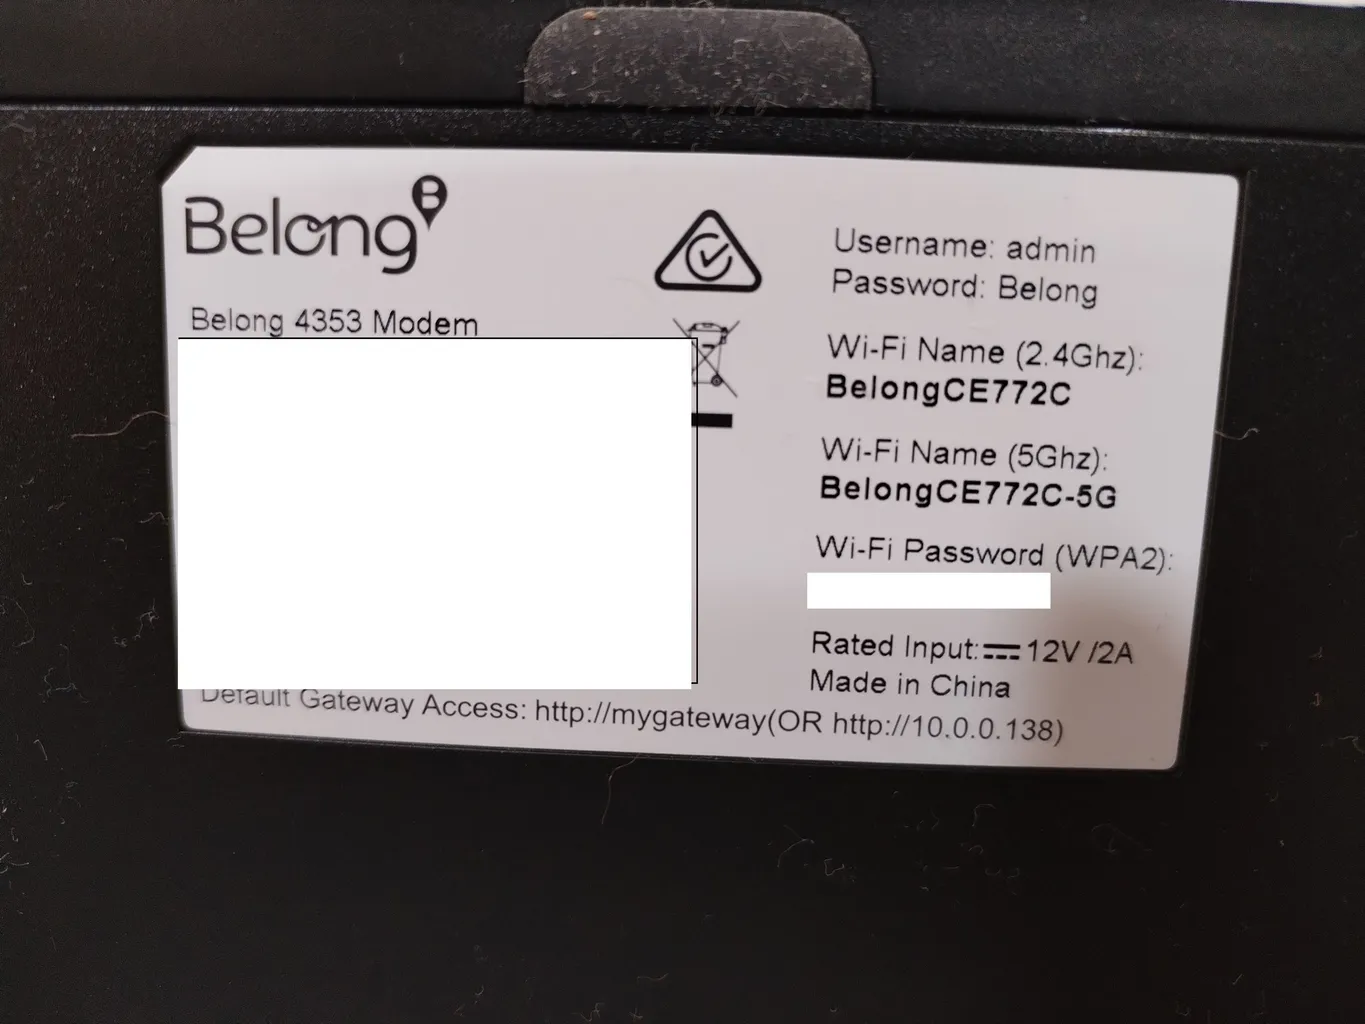 Belong B
Belong 4353 Modem
Username: admin
Password: Belong
Wi-Fi Name (2.4Ghz):
BelongCE772C
Wi-Fi Name (5Ghz):
BelongCE772C-5G
Wi-Fi Password (WPA2):
Rated Input: 12V /2A
Made in China
Default Gateway Access: http://mygateway(OR http://10.0.0.138)